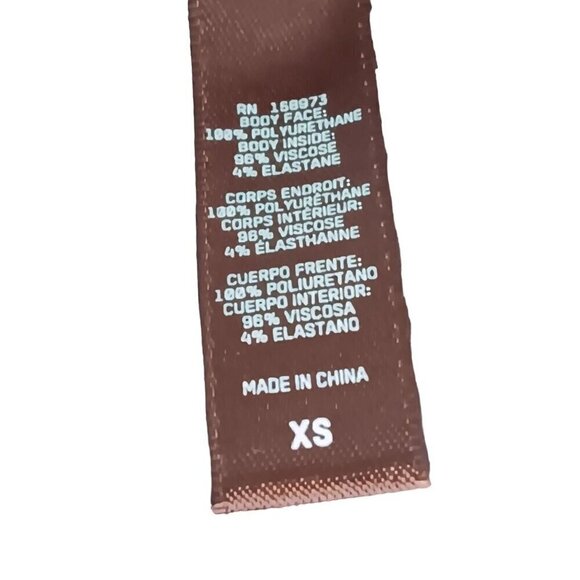 RN 158973
BODY FACE:
100% POLYURETHANE
BODY INSIDE:
96% VISCOSE
4% ELASTANE
CORPS ENDROIT:
100% POLYURÉTHANE
CORPS INTÉRIEUR:
96% VISCOSE
4% ÉLASTHANNE
CUERPO FRENTE:
100% POLIURETANO
CUERPO INTERIOR:
96% VISCOSA
4% ELASTANO
MADE IN CHINA
XS